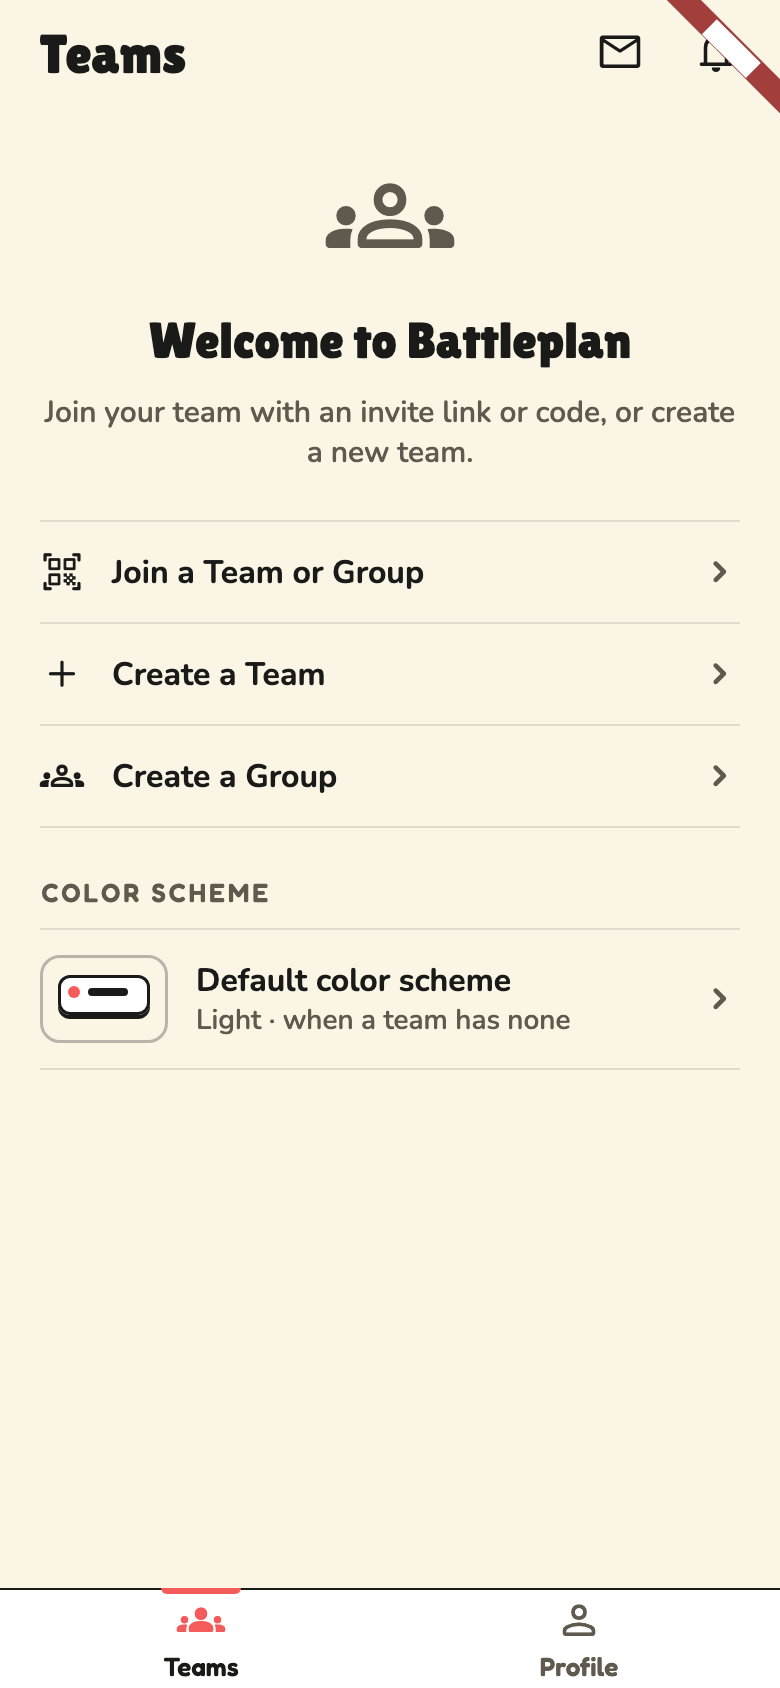 Teams
Welcome to Battleplan
Join your team with an invite link or code, or create
a new team.
Join a Team or Group
Create a Team
Create a Group
COLOR SCHEME
Default color scheme
Light · when a team has none
Teams
Profile